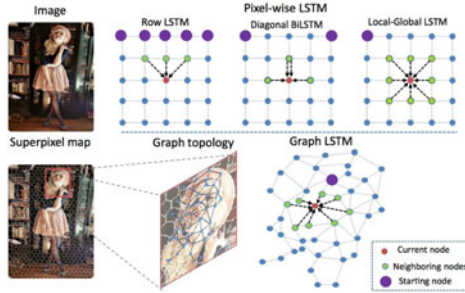 Image
Pixel-wise LSTM
Row LSTM
Diagonal BiLSTM
Local-Global LSTM
Superpixel map
Graph topology
Graph LSTM
Current node
Neighboring nodes
Starting node